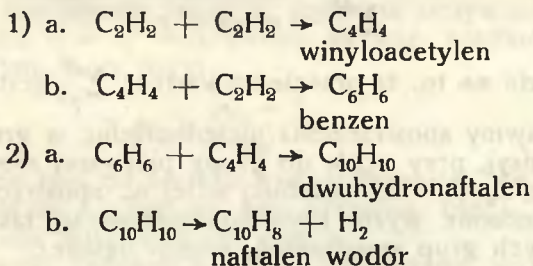 1) a. C₂H₂ + C₂H₂ → C₄H₄
winyloacetylen
b. C₄H₄ + C₂H₂ → C₆H₆
benzen
2) a. C₆H₆ + C₄H₄ → C₁₀H₁₀
dwuhydronaftalen
b. C₁₀H₁₀ → C₁₀H₈ + H₂
naftalen wodór